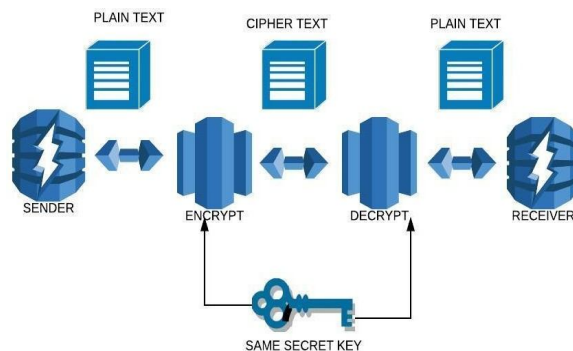 PLAIN TEXT
CIPHER TEXT
PLAIN TEXT
SENDER
ENCRYPT
DECRYPT
RECEIVER
SAME SECRET KEY